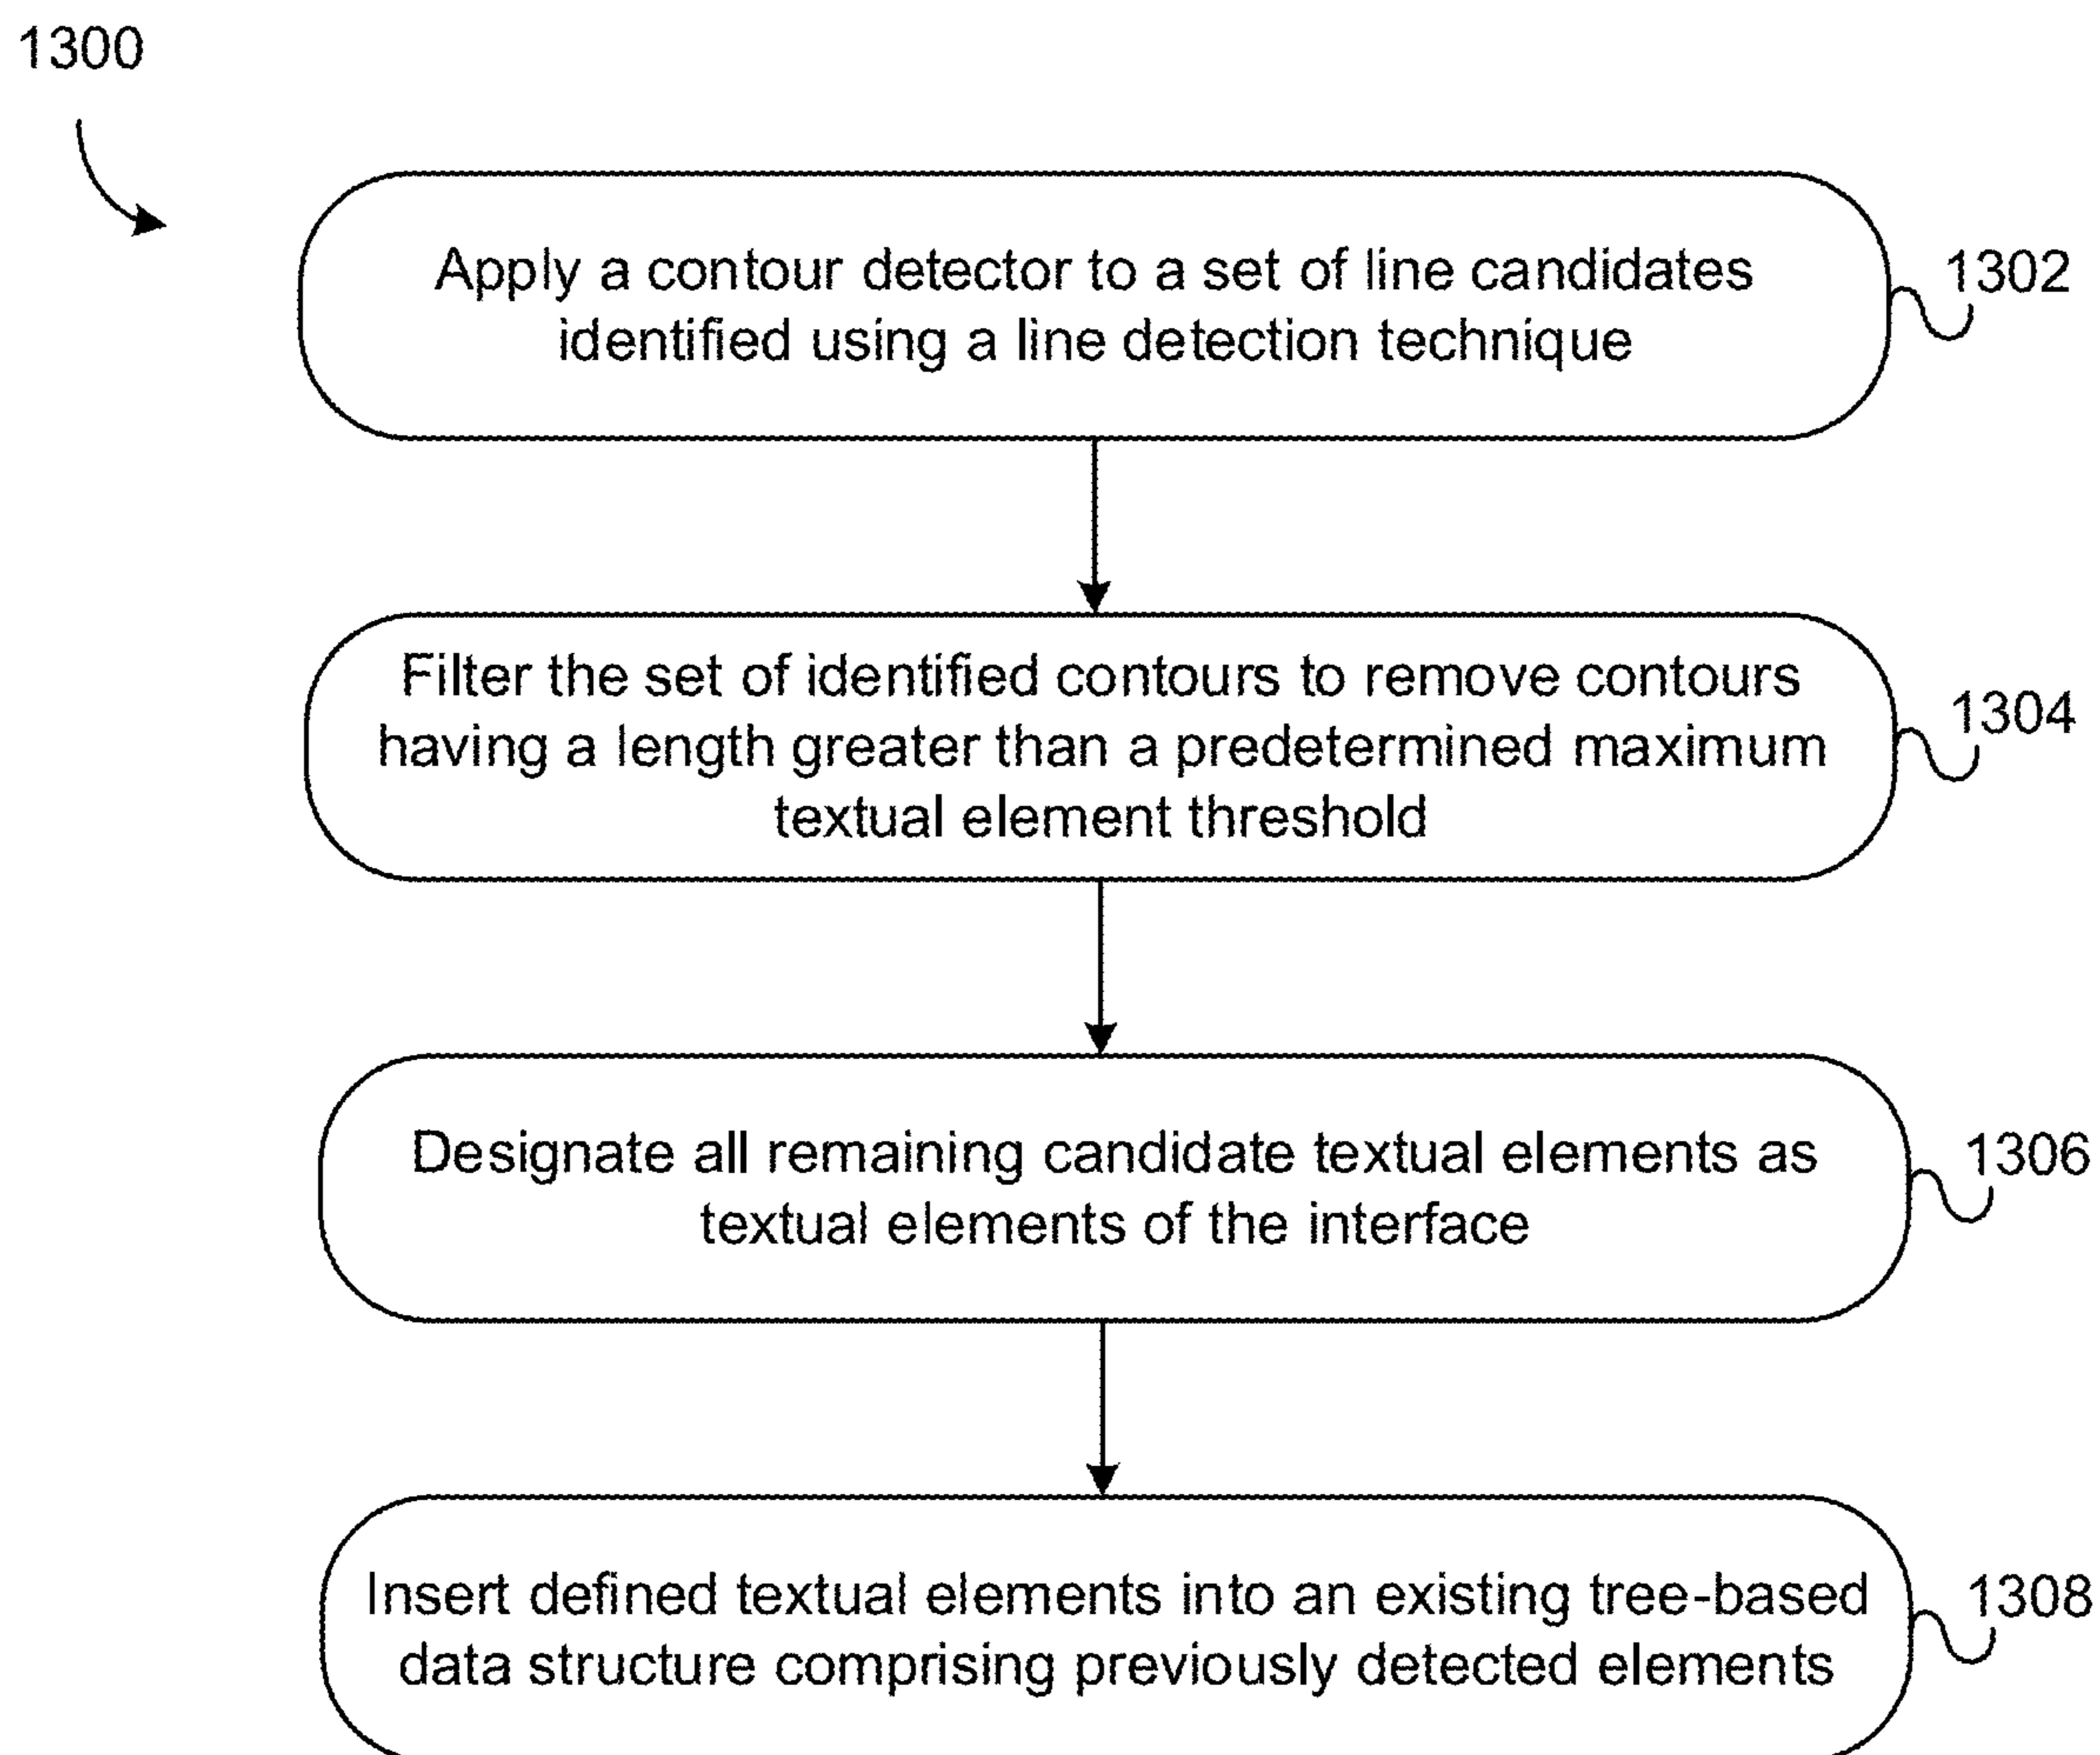 1300
Apply a contour detector to a set of line candidates
identified using a line detection technique
1302
Filter the set of identified contours to remove contours
having a length greater than a predetermined maximum
textual element threshold
1304
Designate all remaining candidate textual elements as
textual elements of the interface
1306
Insert defined textual elements into an existing tree-based
data structure comprising previously detected elements
1308